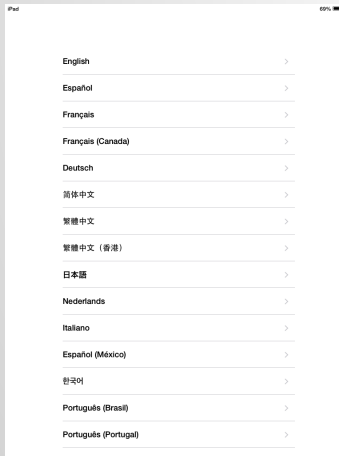 iPad 69%
English
Español
Français
Français (Canada)
Deutsch
简体中文
繁體中文
繁體中文（香港）
日本語
Nederlands
Italiano
Español (México)
한국어
Português (Brasil)
Português (Portugal)